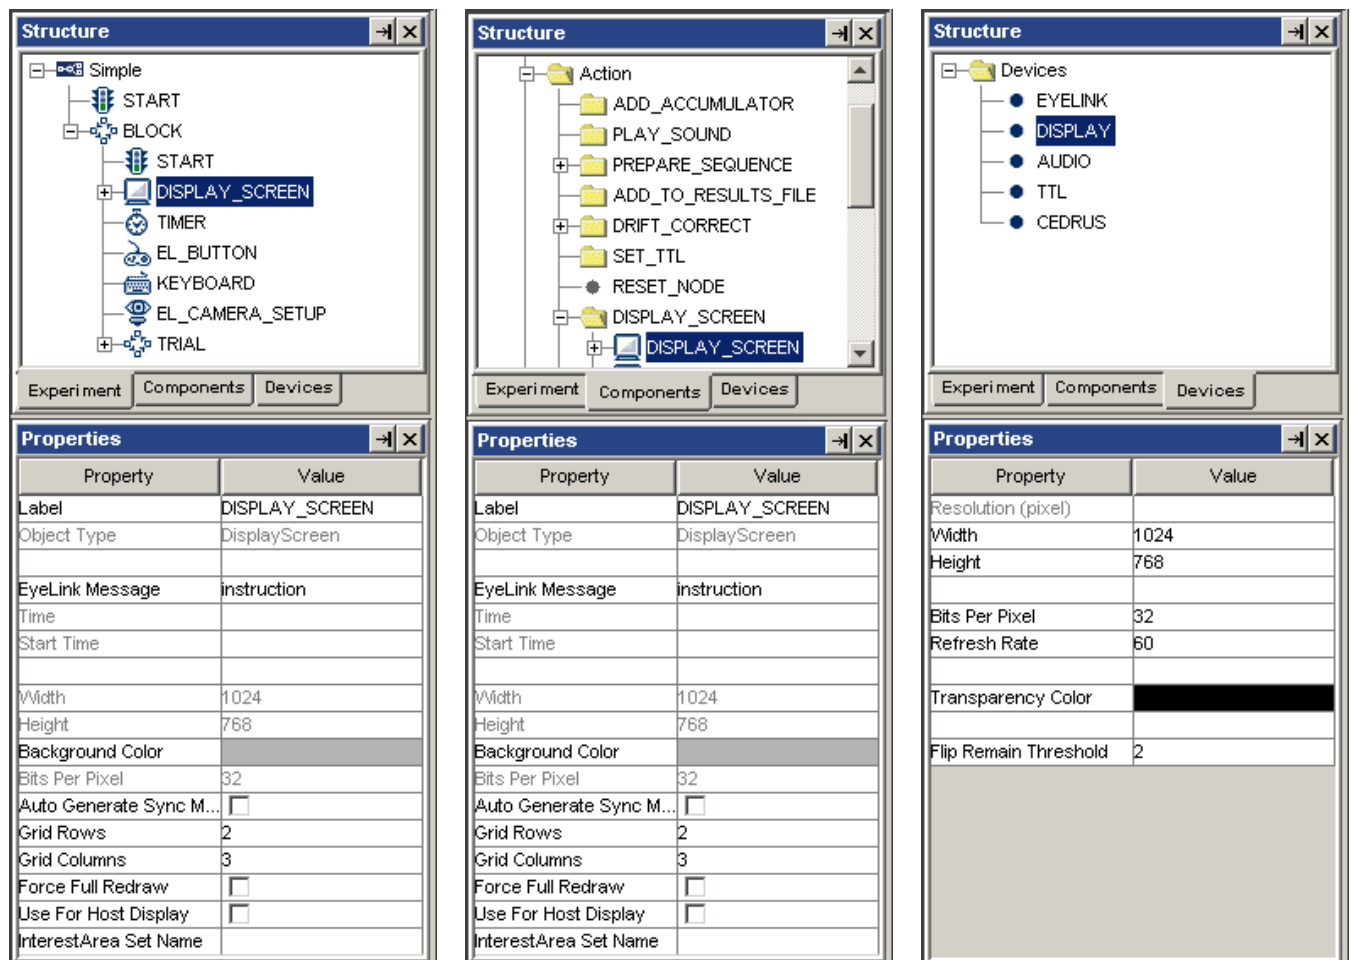 Structure
Simple
START
BLOCK
START
DISPLAY_SCREEN
TIMER
EL_BUTTON
KEYBOARD
EL_CAMERA_SETUP
TRIAL
Experiment Components Devices
Properties
Property Value
Label DISPLAY_SCREEN
Object Type DisplayScreen
EyeLink Message instruction
Time
Start Time
Width 1024
Height 768
Background Color
Bits Per Pixel 32
Auto Generate Sync M...
Grid Rows 2
Grid Columns 3
Force Full Redraw
Use For Host Display
InterestArea Set Name
Structure
Action
ADD_ACCUMULATOR
PLAY_SOUND
PREPARE_SEQUENCE
ADD_TO_RESULTS_FILE
DRIFT_CORRECT
SET_TTL
RESET_NODE
DISPLAY_SCREEN
DISPLAY_SCREEN
Experiment Components Devices
Properties
Property Value
Label DISPLAY_SCREEN
Object Type DisplayScreen
EyeLink Message instruction
Time
Start Time
Width 1024
Height 768
Background Color
Bits Per Pixel 32
Auto Generate Sync M...
Grid Rows 2
Grid Columns 3
Force Full Redraw
Use For Host Display
InterestArea Set Name
Structure
Devices
EYELINK
DISPLAY
AUDIO
TTL
CEDRUS
Experiment Components Devices
Properties
Property Value
Resolution (pixel)
Width 1024
Height 768
Bits Per Pixel 32
Refresh Rate 60
Transparency Color
Flip Remain Threshold 2